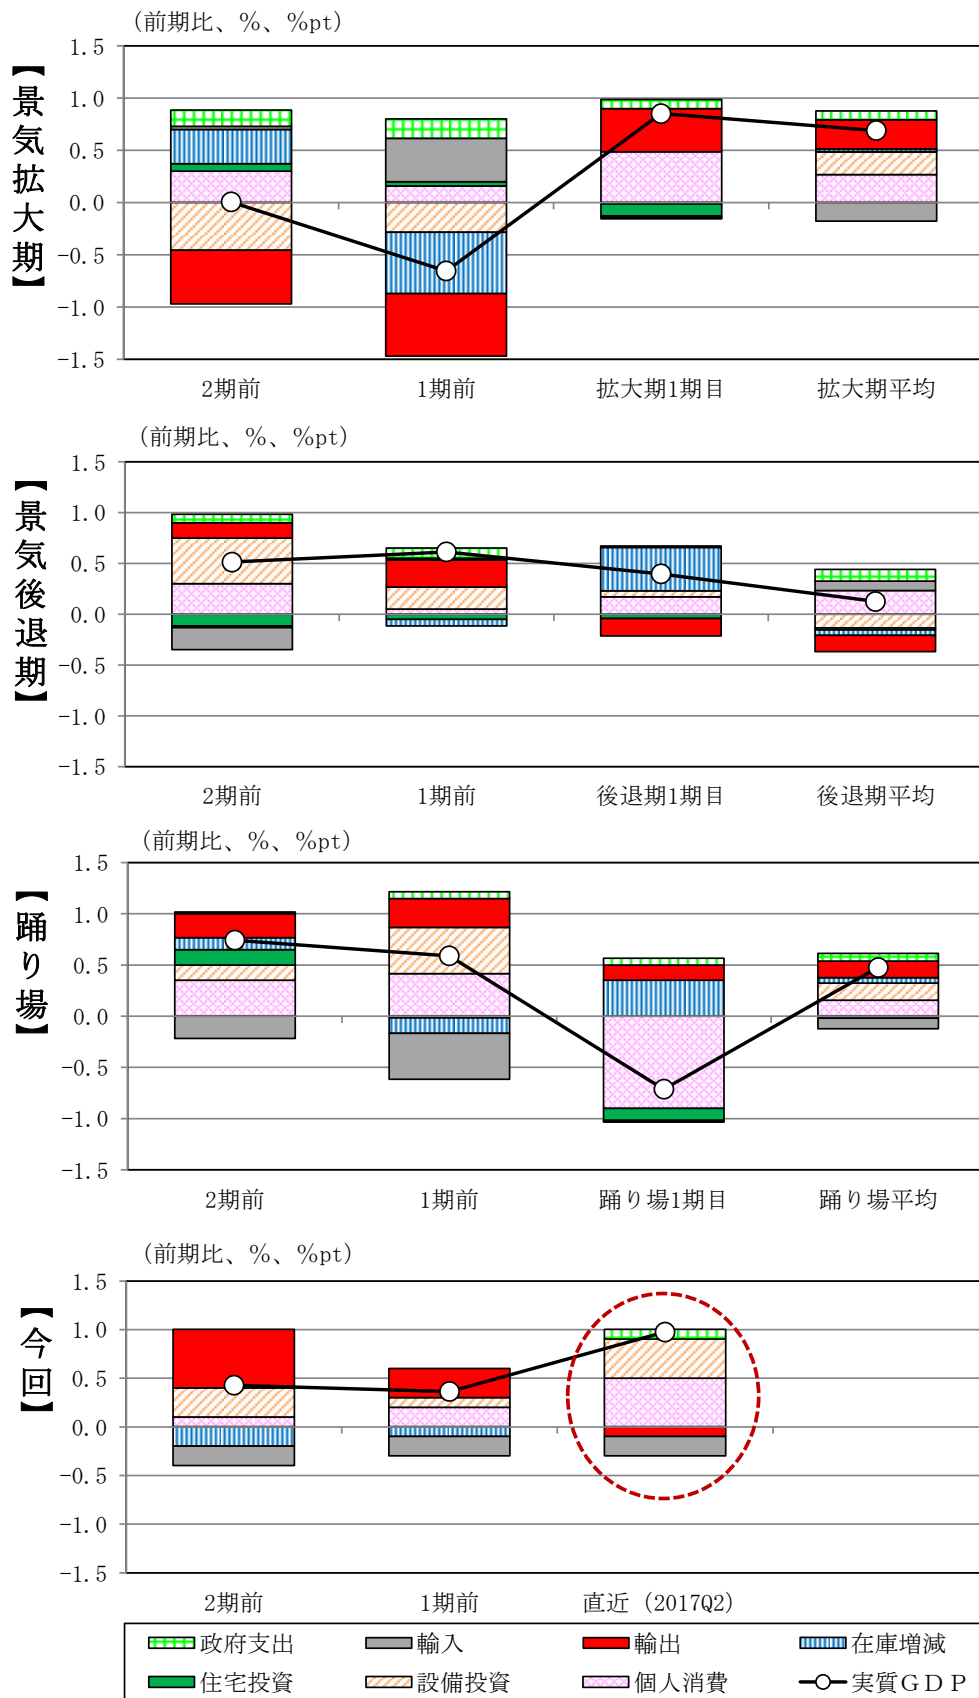 (前期比、%、%pt)
【景気拡大期】
1.5
1.0
0.5
0.0
-0.5
-1.0
-1.5
2期前 1期前 拡大期1期目 拡大期平均
(前期比、%、%pt)
【景気後退期】
1.5
1.0
0.5
0.0
-0.5
-1.0
-1.5
2期前 1期前 後退期1期目 後退期平均
(前期比、%、%pt)
【踊り場】
1.5
1.0
0.5
0.0
-0.5
-1.0
-1.5
2期前 1期前 踊り場1期目 踊り場平均
(前期比、%、%pt)
【今回】
1.5
1.0
0.5
0.0
-0.5
-1.0
-1.5
2期前 1期前 直近(2017Q2)
政府支出 輸入 輸出 在庫増減
住宅投資 設備投資 個人消費 実質GDP